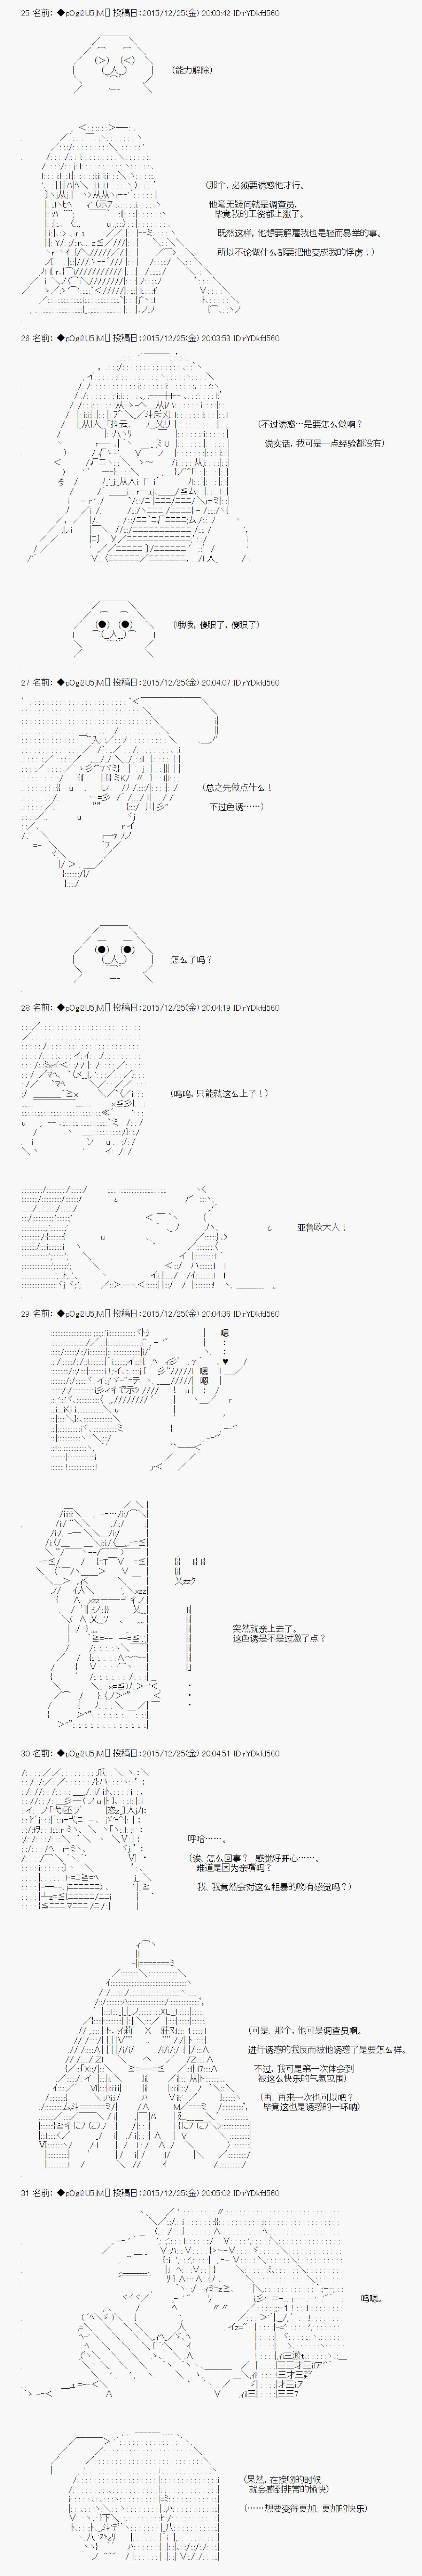 25 名前：◆pOgi2U5jM 投稿日：2015/12/25(金) 20:03:42 ID:rYDkfd560
（能力解除）
（那个，必须要诱惑他才行。
他毫无疑问就是调查员，
毕竟我的工资都上涨了。
既然这样，他想要解雇我也是轻而易举的事。
所以不论做什么都要把他变成我的俘虏！）
26 名前：◆pOgi2U5jM 投稿日：2015/12/25(金) 20:03:53 ID:rYDkfd560
（不过诱惑…是要怎么做啊？
说实话，我可是一点经验都没有）
（哦哦，傻眼了，傻眼了）
27 名前：◆pOgi2U5jM 投稿日：2015/12/25(金) 20:04:07 ID:rYDkfd560
（总之先做点什么！
不过色诱……）
怎么了吗？
28 名前：◆pOgi2U5jM 投稿日：2015/12/25(金) 20:04:19 ID:rYDkfd560
（呜呜，只能就这么上了！）
亚鲁欧大人！
29 名前：◆pOgi2U5jM 投稿日：2015/12/25(金) 20:04:36 ID:rYDkfd560
嗯
嗯
突然就亲上去了。
这色诱是不是过激了点？
30 名前：◆pOgi2U5jM 投稿日：2015/12/25(金) 20:04:51 ID:rYDkfd560
呼哈……。
（诶、怎么回事？ 感觉好开心……。
难道是因为亲嘴吗？
我、我竟然会对这么粗暴的吻有感觉吗？）
（可是、那个，他可是调查员啊。
进行诱惑的我反而被他诱惑了是要怎么样。
不过，我可是第一次体会到
被这么快乐的气氛包围）
（再、再来一次也可以吧？
毕竟这也是诱惑的一环呐）
31 名前：◆pOgi2U5jM 投稿日：2015/12/25(金) 20:05:02 ID:rYDkfd560
呜嗯。
（果然，在接吻的时候
就会感到非常的愉快）
（……想要变得更加、更加的快乐）